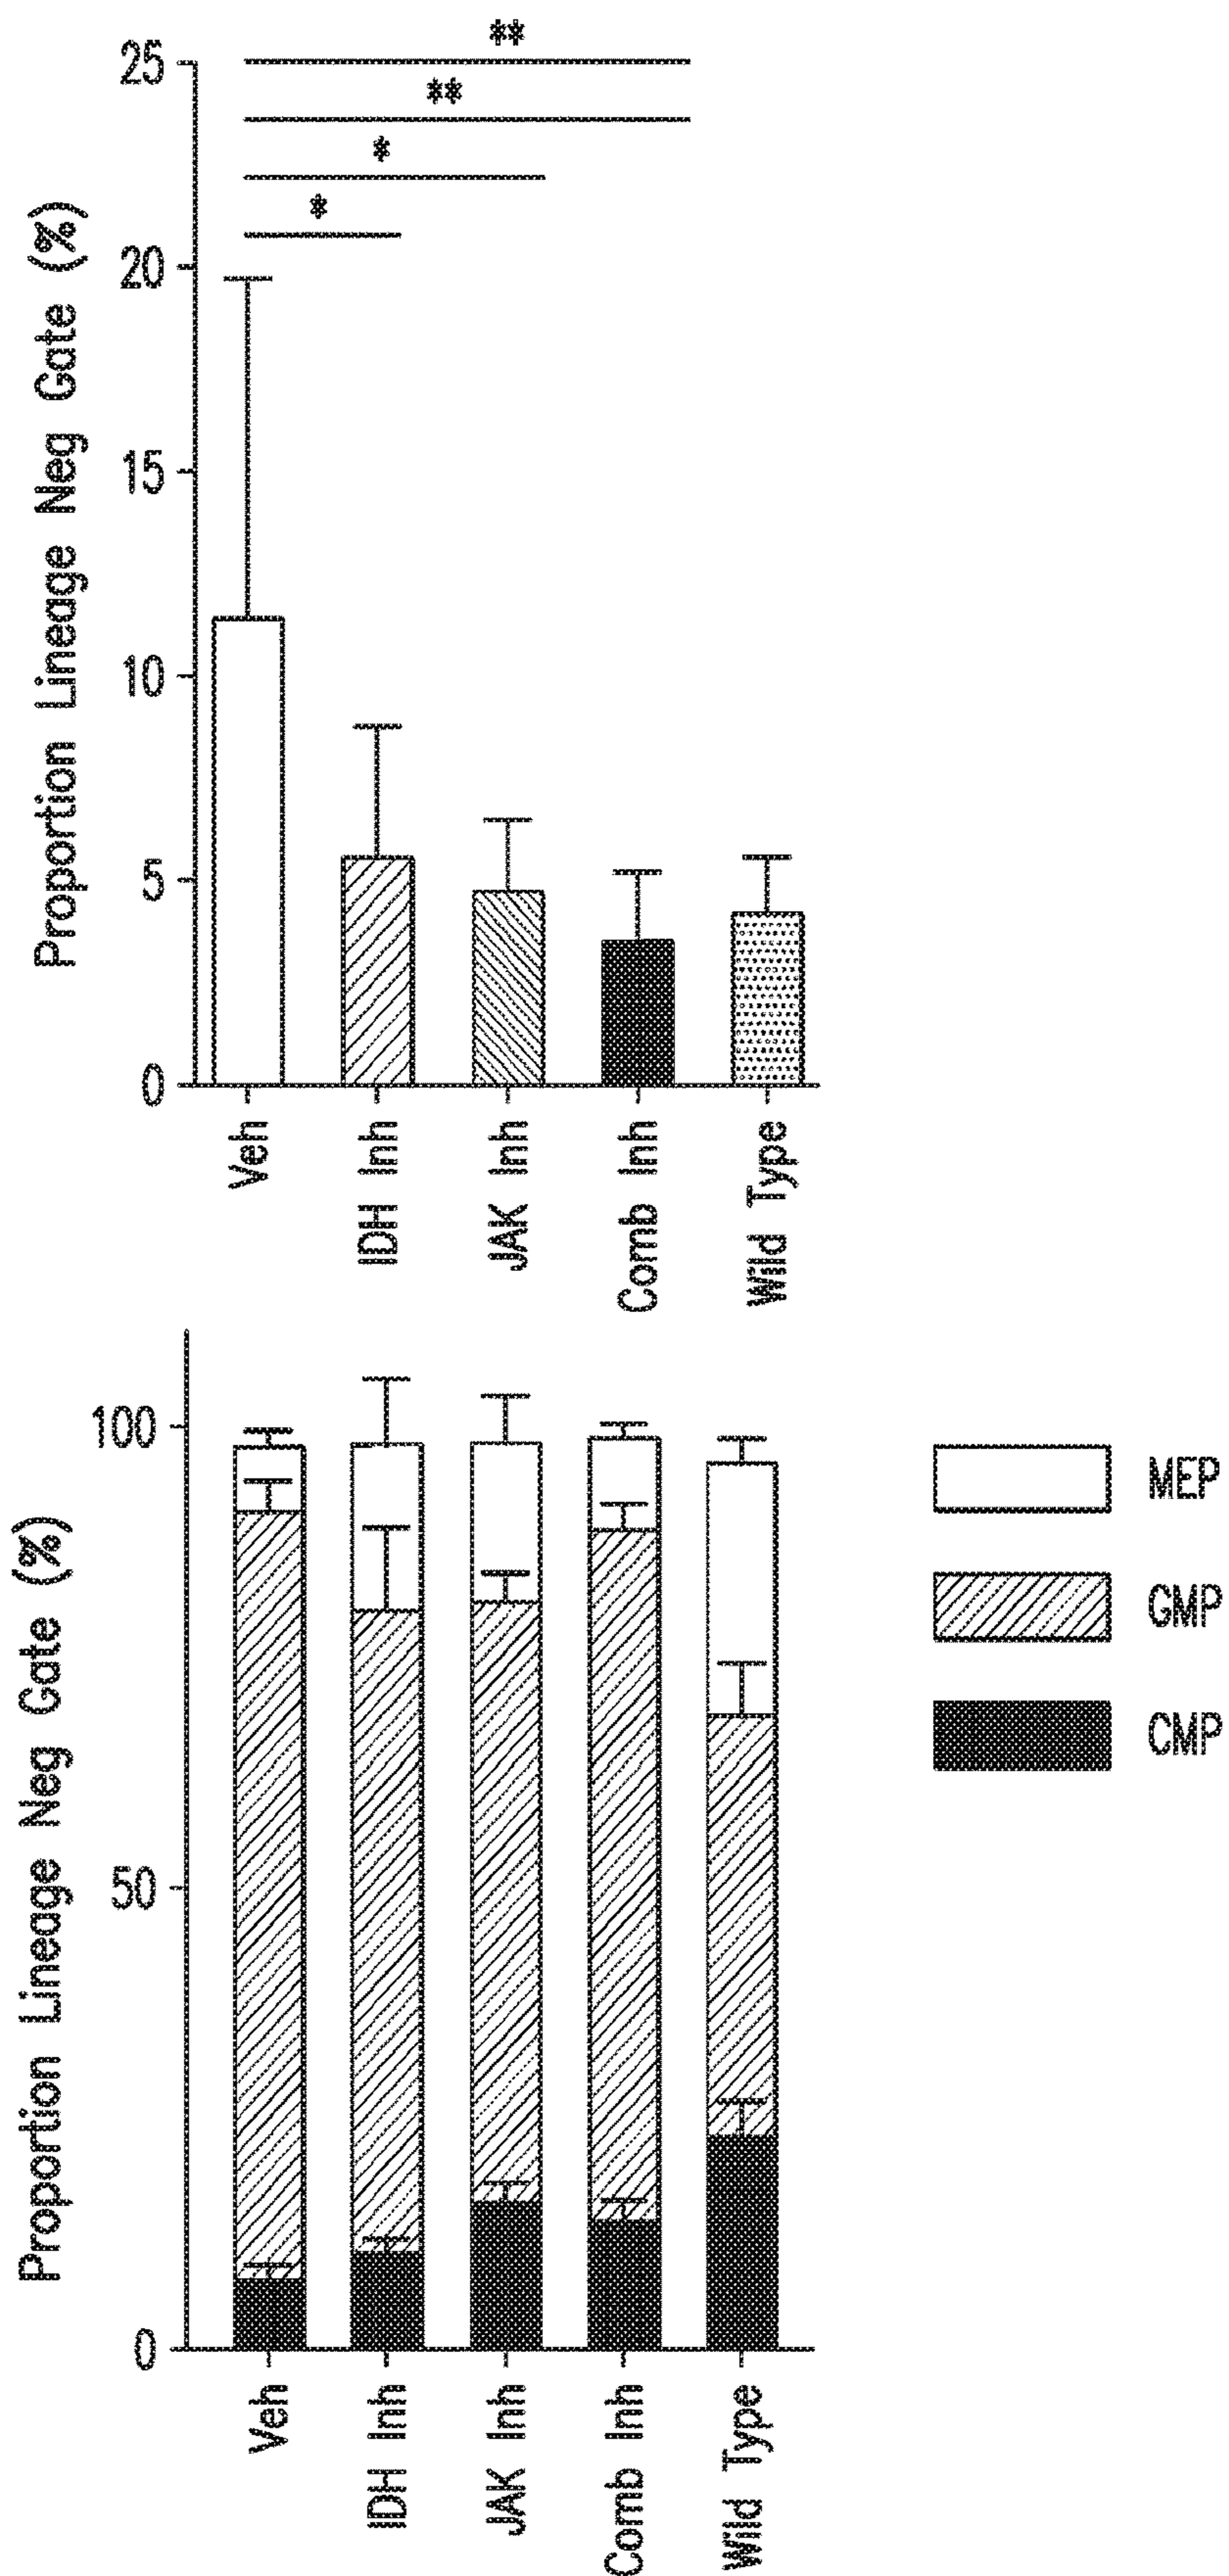 Proportion Lineage Neg Gate (%)
25
20
15
10
5
0
**
**
*
*
Veh
IDH Inh
JAK Inh
Comb Inh
Wild Type
Proportion Lineage Neg Gate (%)
100
50
0
Veh
IDH Inh
JAK Inh
Comb Inh
Wild Type
MEP
GMP
CMP